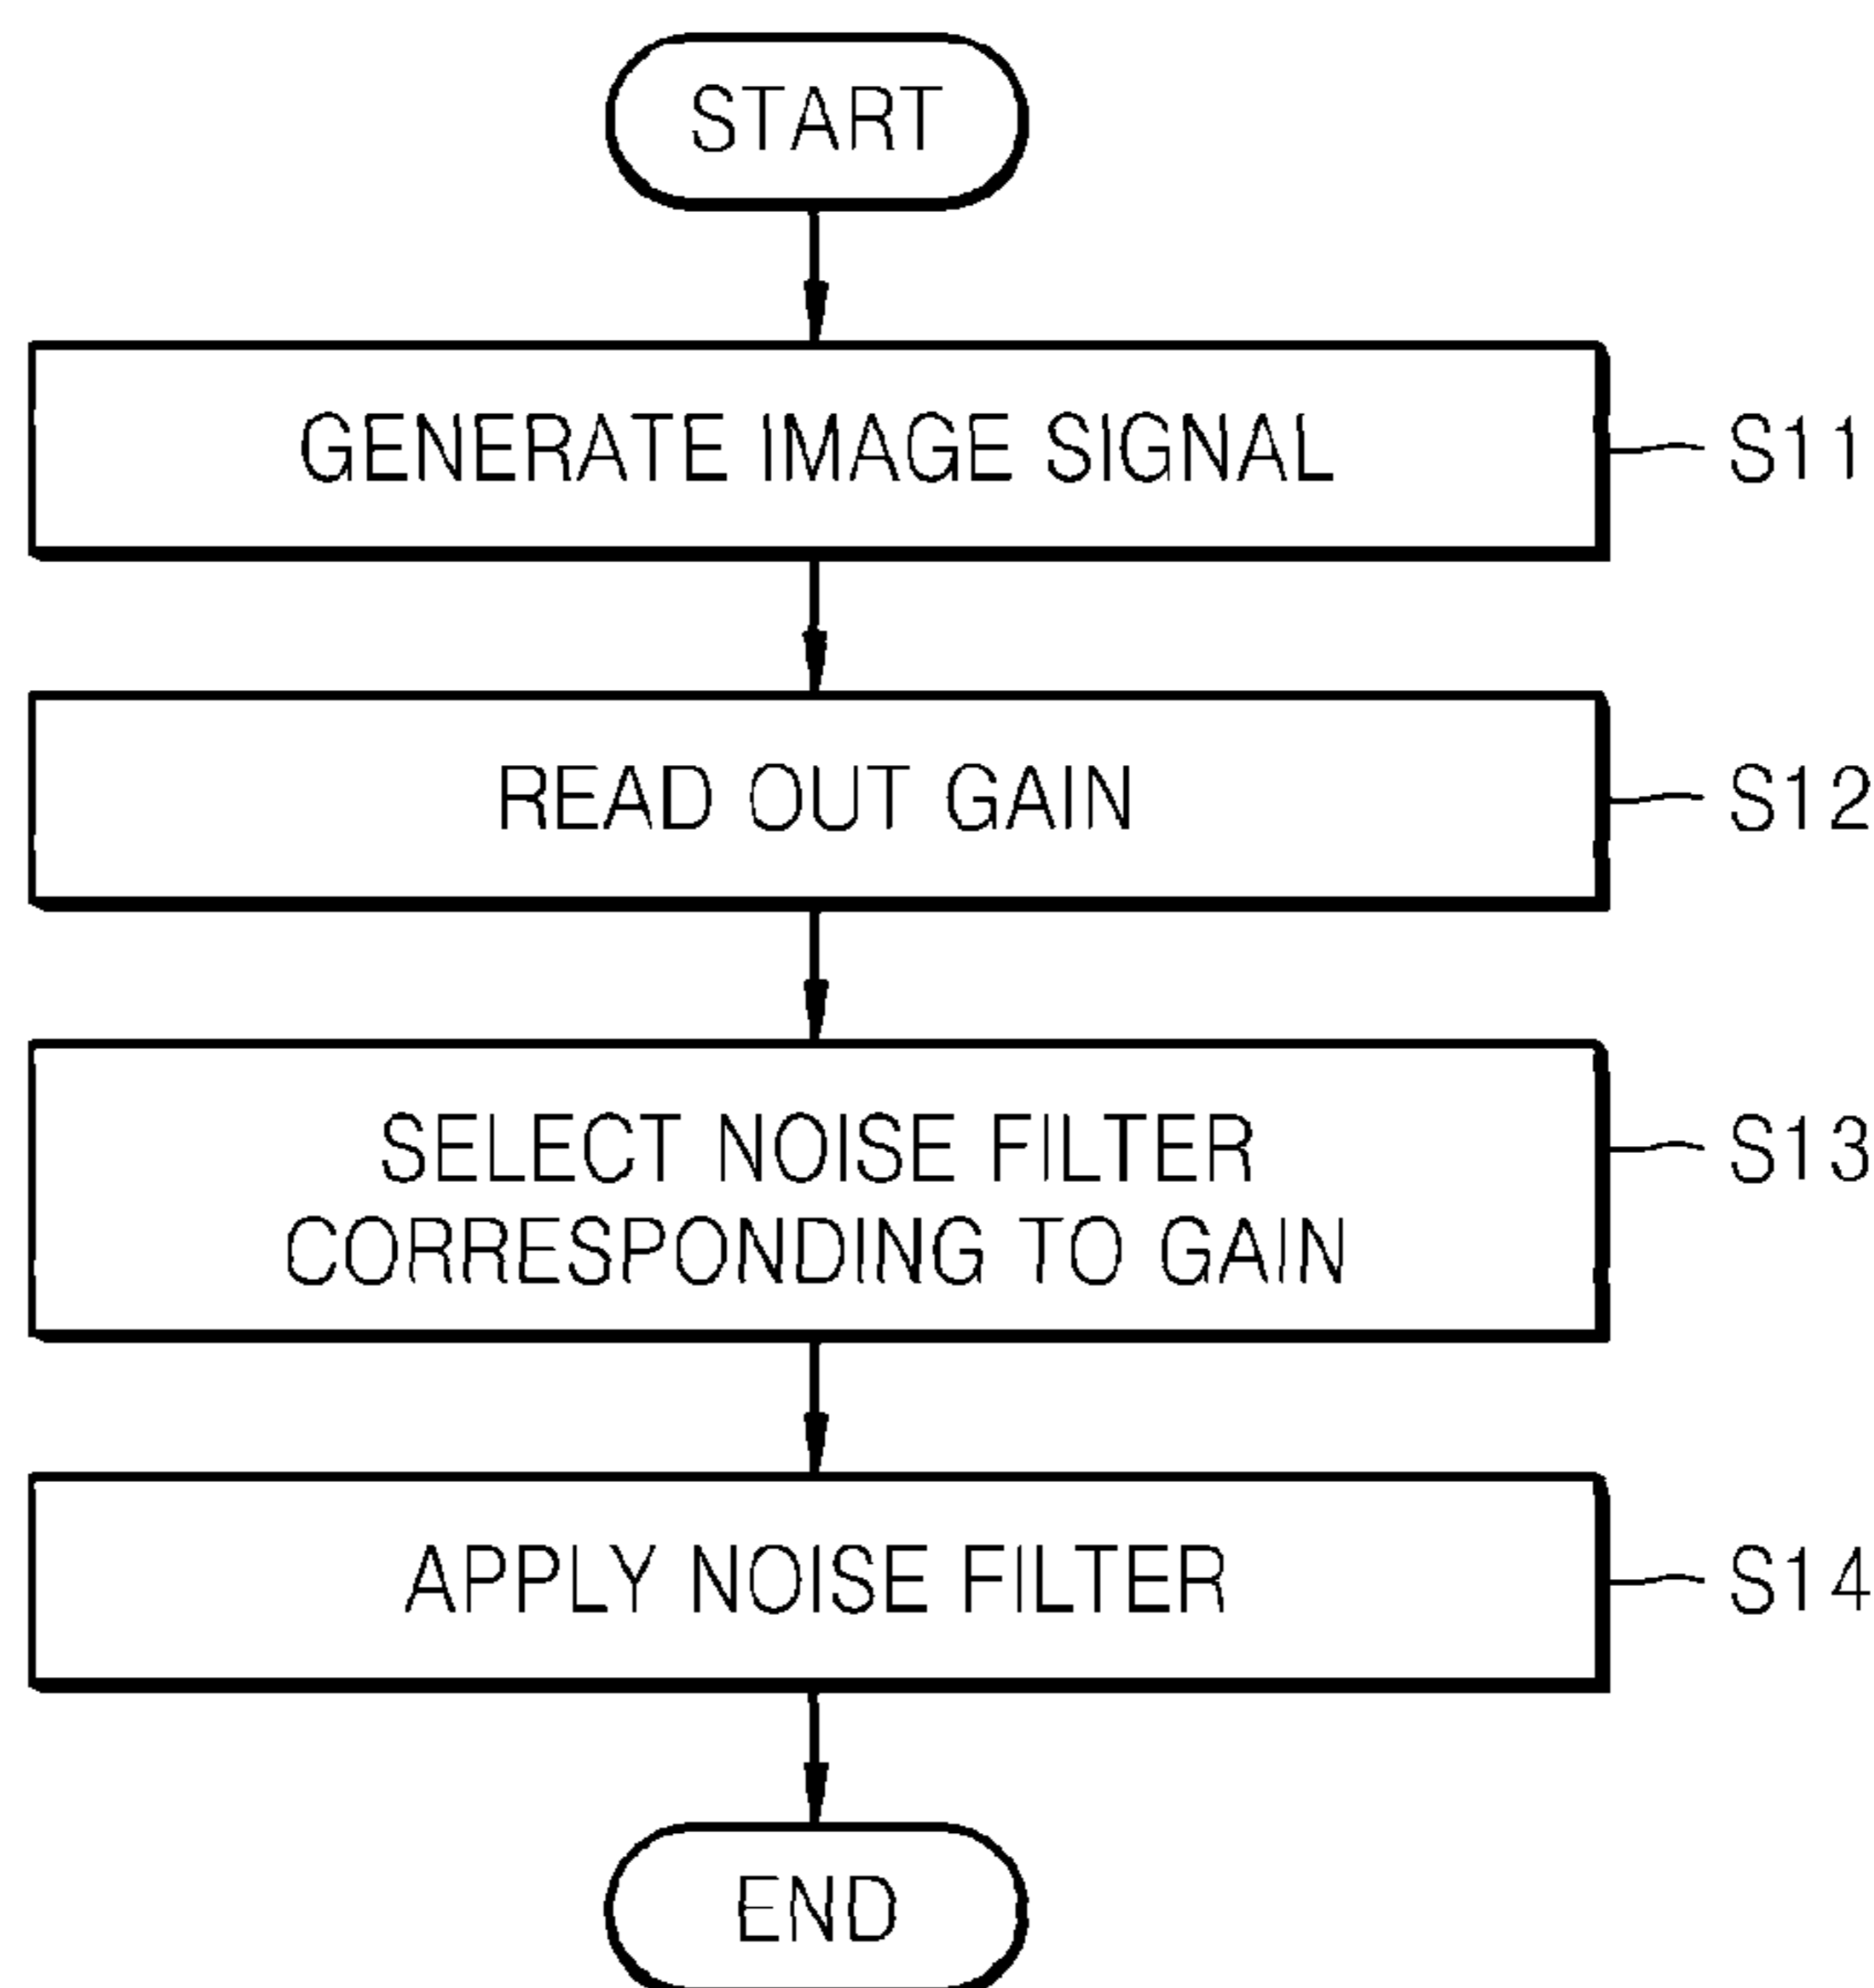 START
GENERATE IMAGE SIGNAL
S11
READ OUT GAIN
S12
SELECT NOISE FILTER
CORRESPONDING TO GAIN
S13
APPLY NOISE FILTER
S14
END